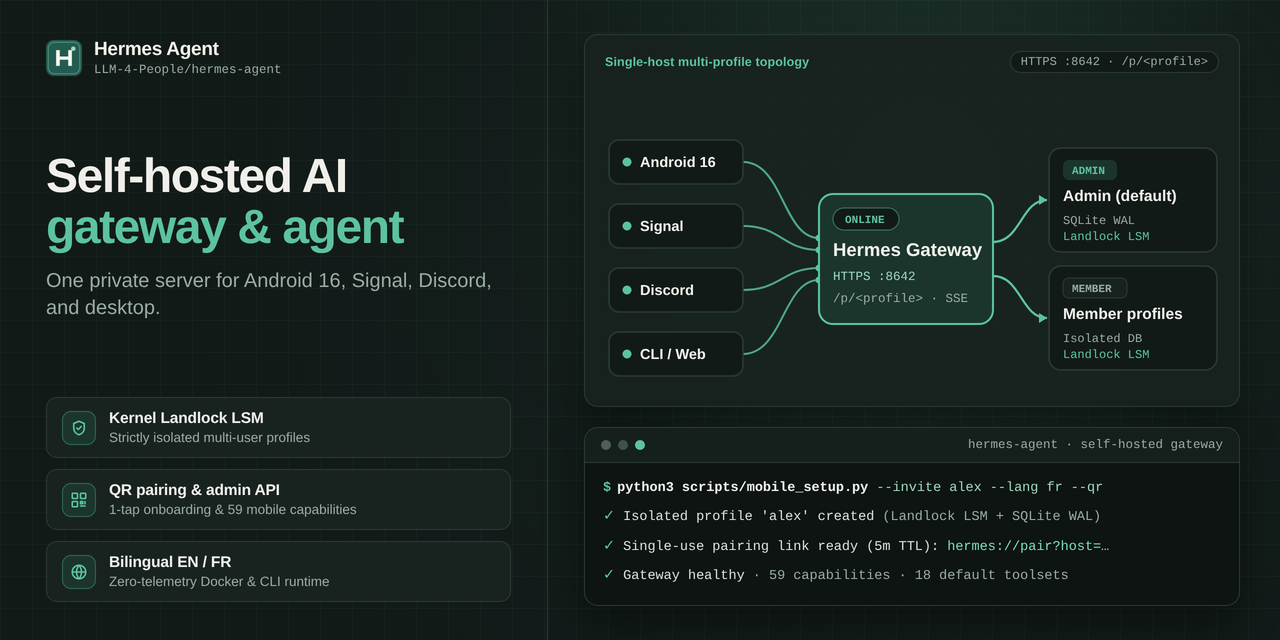 H
Hermes Agent
LLM-4-People/hermes-agent
Self-hosted AI
gateway & agent
One private server for Android 16, Signal, Discord,
and desktop.
Kernel Landlock LSM
Strictly isolated multi-user profiles
QR pairing & admin API
1-tap onboarding & 59 mobile capabilities
Bilingual EN / FR
Zero-telemetry Docker & CLI runtime
Single-host multi-profile topology
HTTPS :8642 · /p/<profile>
Android 16
Signal
Discord
CLI / Web
ONLINE
Hermes Gateway
HTTPS :8642
/p/<profile> · SSE
ADMIN
Admin (default)
SQLite WAL
Landlock LSM
MEMBER
Member profiles
Isolated DB
Landlock LSM
hermes-agent · self-hosted gateway
$ python3 scripts/mobile_setup.py --invite alex --lang fr --qr
✓ Isolated profile 'alex' created (Landlock LSM + SQLite WAL)
✓ Single-use pairing link ready (5m TTL): hermes://pair?host=…
✓ Gateway healthy · 59 capabilities · 18 default toolsets